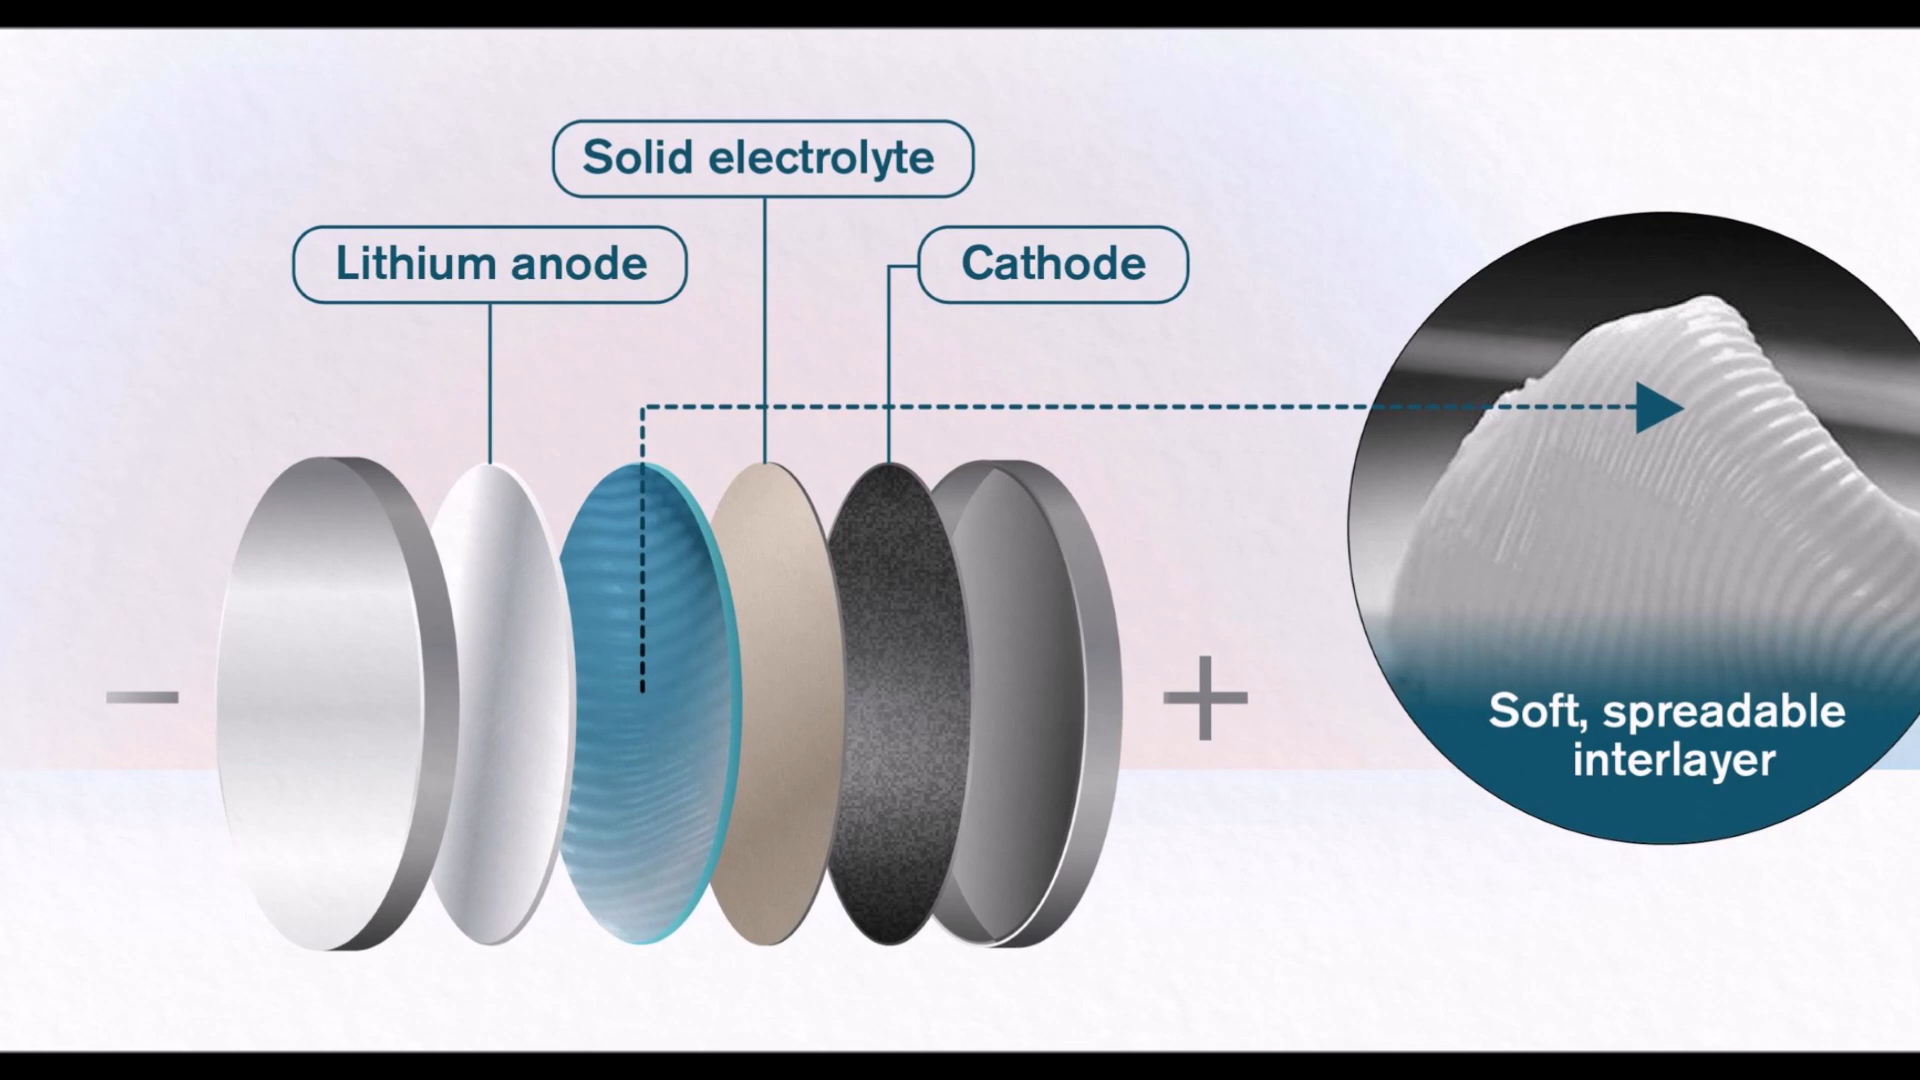 Solid electrolyte
Lithium anode
Cathode
Soft, spreadable
interlayer